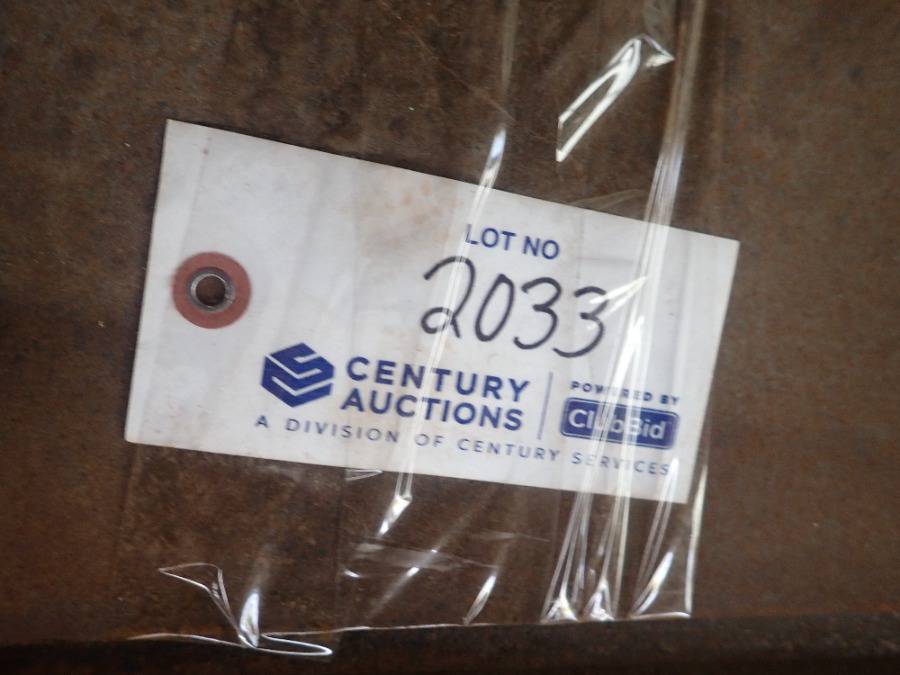 LOT NO
2033
CENTURY
AUCTIONS
A DIVISION OF CENTURY SERVICES
POWERED BY
ClubBid